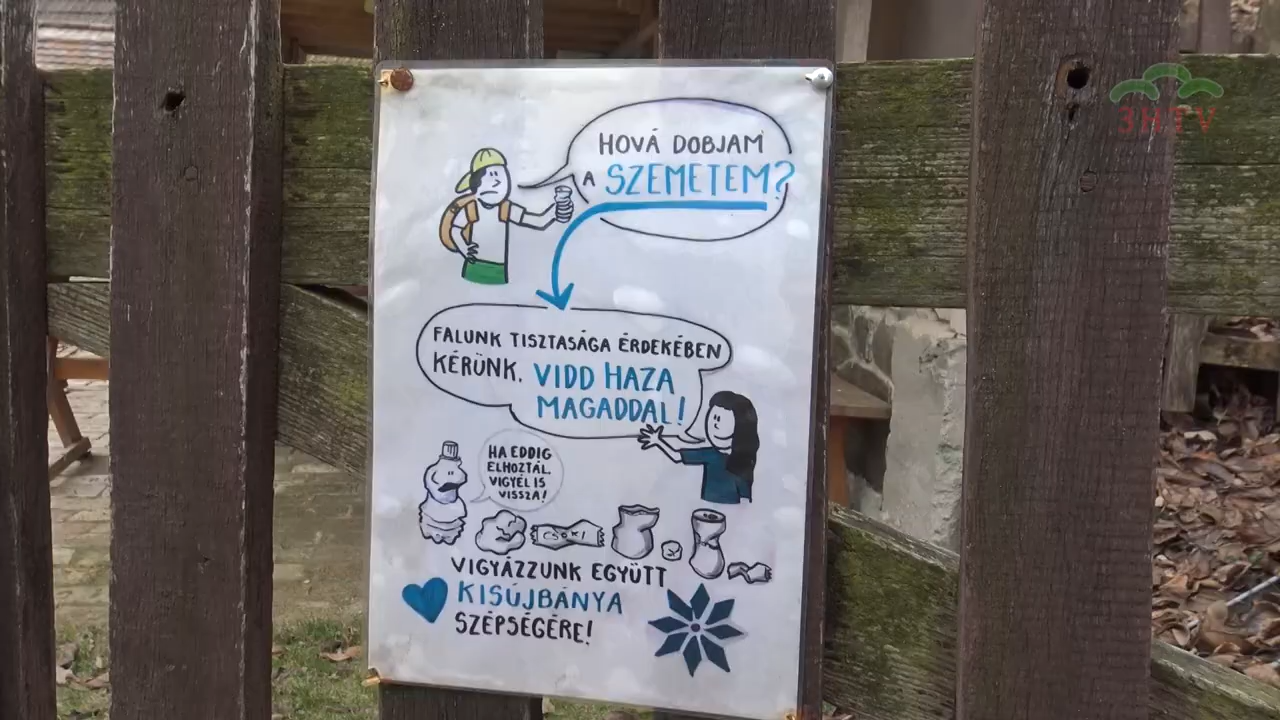 3HTV
HOVÁ DOBJAM
A SZEMETEM?
FALUNK TISZTASÁGA ÉRDEKÉBEN
KÉRÜNK, VIDD HAZA
MAGADDAL!
HA EDDIG
ELHOZTÁL,
VIGYÉL IS
VISSZA!
CSOKI
VIGYÁZZUNK EGYÜTT
KISÚJBÁNYA
SZÉPSÉGÉRE!